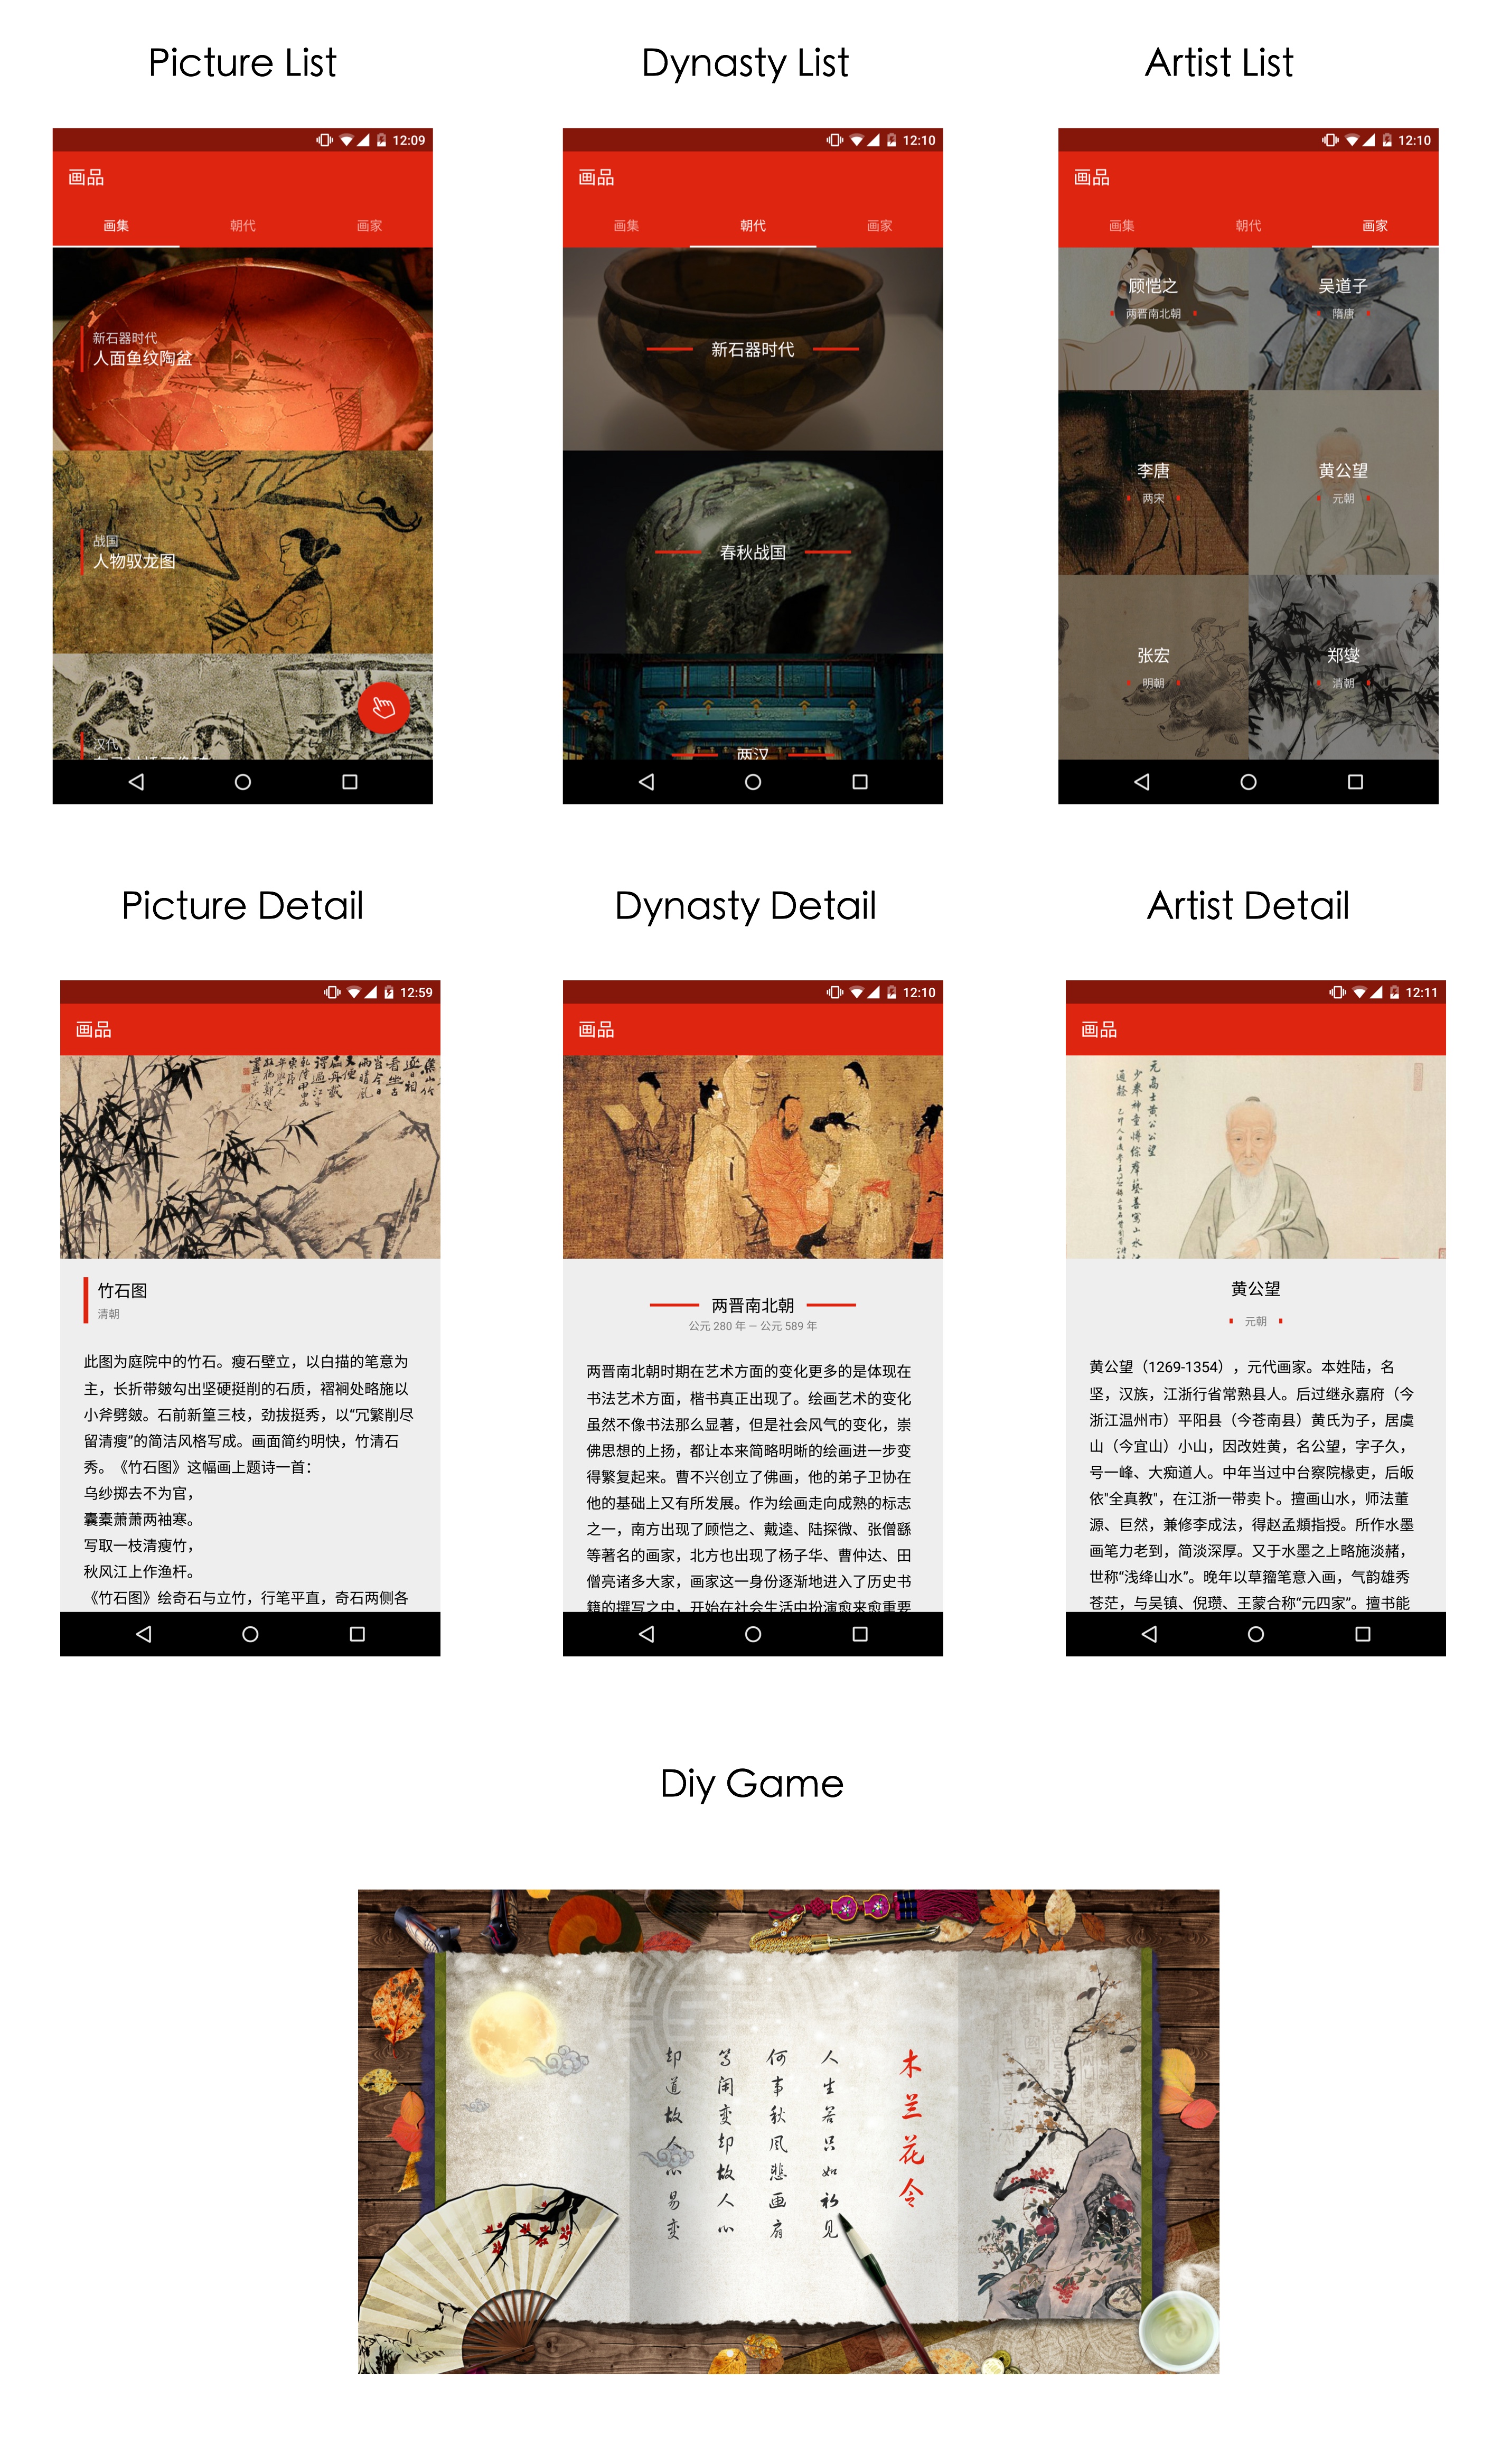 Picture List
Dynasty List
Artist List
12:09
画品
画集 朝代 画家
新石器时代
人面鱼纹陶盆
战国
人物驭龙图
汉代
12:10
画品
画集 朝代 画家
新石器时代
春秋战国
两汉
12:10
画品
画集 朝代 画家
顾恺之
两晋南北朝
吴道子
隋唐
李唐
两宋
黄公望
元朝
张宏
明朝
郑燮
清朝
Picture Detail
Dynasty Detail
Artist Detail
12:59
画品
竹石图
清朝
此图为庭院中的竹石。瘦石壁立，以白描的笔意为
主，长折带皴勾出坚硬挺削的石质，褶裥处略施以
小斧劈皴。石前新篁三枝，劲拔挺秀，以“冗繁削尽
留清瘦”的简洁风格写成。画面简约明快，竹清石
秀。《竹石图》这幅画上题诗一首：
乌纱掷去不为官，
囊橐萧萧两袖寒。
写取一枝清瘦竹，
秋风江上作渔杆。
《竹石图》绘奇石与立竹，行笔平直，奇石两侧各
12:10
画品
两晋南北朝
公元 280 年 — 公元 589 年
两晋南北朝时期在艺术方面的变化更多的是体现在
书法艺术方面，楷书真正出现了。绘画艺术的变化
虽然不像书法那么显著，但是社会风气的变化，崇
佛思想的上扬，都让本来简略明晰的绘画进一步变
得繁复起来。曹不兴创立了佛画，他的弟子卫协在
他的基础上又有所发展。作为绘画走向成熟的标志
之一，南方出现了顾恺之、戴逵、陆探微、张僧繇
等著名的画家，北方也出现了杨子华、曹仲达、田
僧亮诸多大家，画家这一身份逐渐地进入了历史书
籍的撰写之中，开始在社会生活中扮演愈来愈重要
12:11
画品
元高士黄公公望
黄公望
元朝
黄公望（1269-1354），元代画家。本姓陆，名
坚，汉族，江浙行省常熟县人。后过继永嘉府（今
浙江温州市）平阳县（今苍南县）黄氏为子，居虞
山（今宜山）小山，因改姓黄，名公望，字子久，
号一峰、大痴道人。中年当过中台察院椽吏，后皈
依"全真教"，在江浙一带卖卜。擅画山水，师法董
源、巨然，兼修李成法，得赵孟頫指授。所作水墨
画笔力老到，简淡深厚。又于水墨之上略施淡赭，
世称“浅绛山水”。晚年以草籀笔意入画，气韵雄秀
苍茫，与吴镇、倪瓒、王蒙合称“元四家”。擅书能
Diy Game
木兰花令
人生若只如初见
何事秋风悲画扇
等闲变却故人心
却道故人心易变